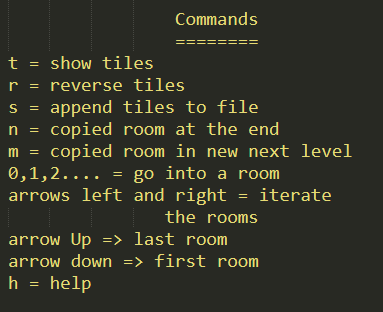 Commands
========
t = show tiles
r = reverse tiles
s = append tiles to file
n = copied room at the end
m = copied room in new next level
0,1,2.... = go into a room
arrows left and right = iterate
the rooms
arrow Up => last room
arrow down => first room
h = help